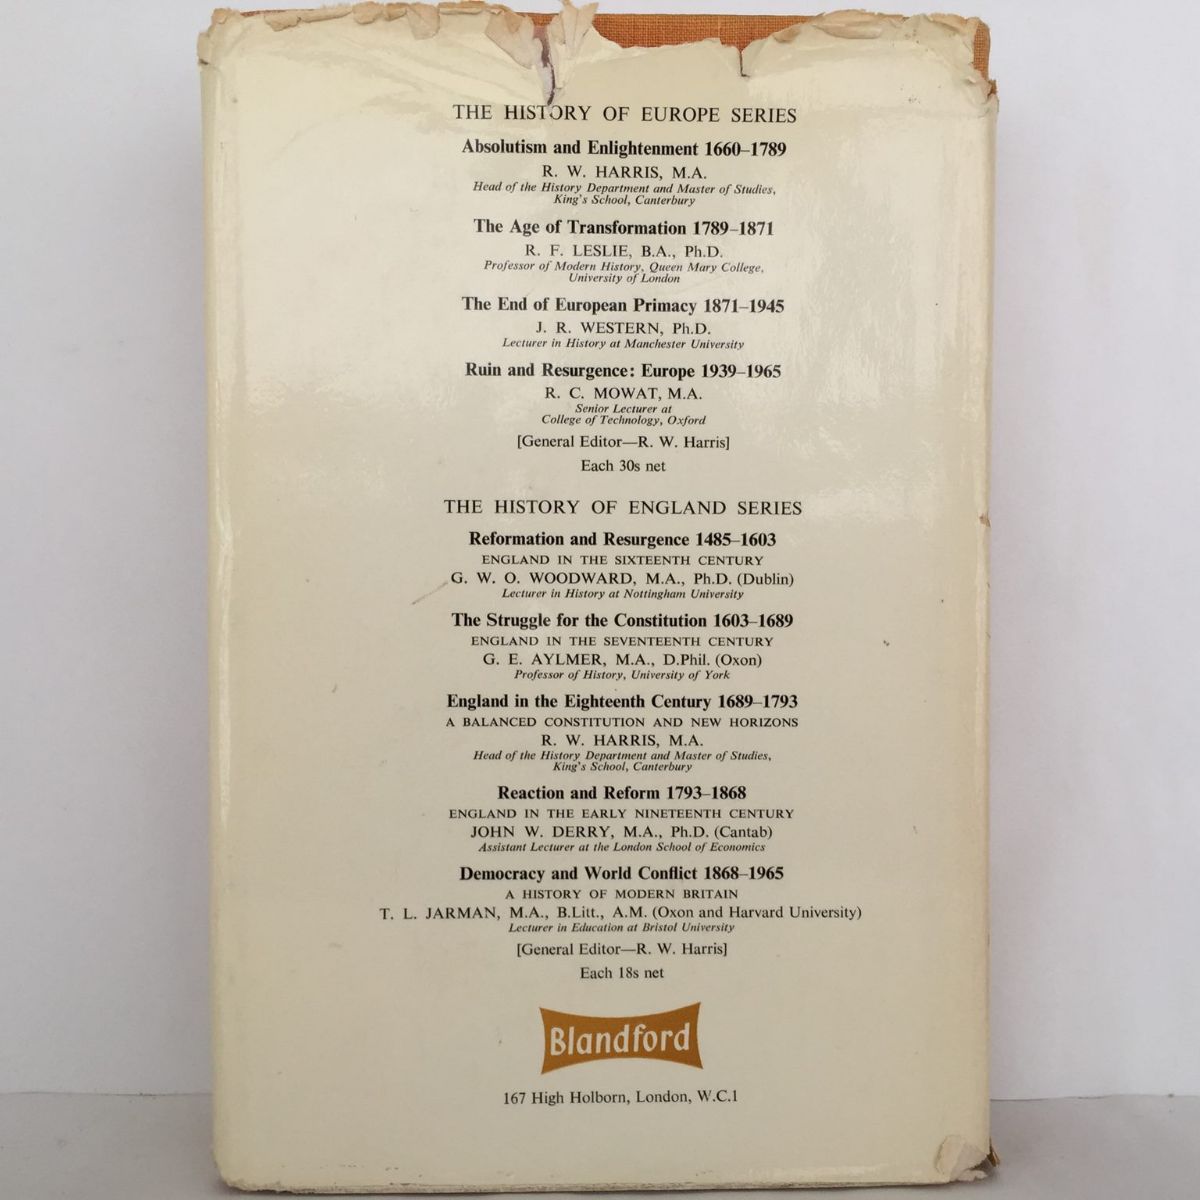 THE HISTORY OF EUROPE SERIES
Absolutism and Enlightenment 1660–1789
R. W. HARRIS, M.A.
Head of the History Department and Master of Studies,
King's School, Canterbury
The Age of Transformation 1789–1871
R. F. LESLIE, B.A., Ph.D.
Professor of Modern History, Queen Mary College,
University of London
The End of European Primacy 1871–1945
J. R. WESTERN, Ph.D.
Lecturer in History at Manchester University
Ruin and Resurgence: Europe 1939–1965
R. C. MOWAT, M.A.
Senior Lecturer at
College of Technology, Oxford
[General Editor—R. W. Harris]
Each 30s net
THE HISTORY OF ENGLAND SERIES
Reformation and Resurgence 1485–1603
ENGLAND IN THE SIXTEENTH CENTURY
G. W. O. WOODWARD, M.A., Ph.D. (Dublin)
Lecturer in History at Nottingham University
The Struggle for the Constitution 1603–1689
ENGLAND IN THE SEVENTEENTH CENTURY
G. E. AYLMER, M.A., D.Phil. (Oxon)
Professor of History, University of York
England in the Eighteenth Century 1689–1793
A BALANCED CONSTITUTION AND NEW HORIZONS
R. W. HARRIS, M.A.
Head of the History Department and Master of Studies,
King's School, Canterbury
Reaction and Reform 1793–1868
ENGLAND IN THE EARLY NINETEENTH CENTURY
JOHN W. DERRY, M.A., Ph.D. (Cantab)
Assistant Lecturer at the London School of Economics
Democracy and World Conflict 1868–1965
A HISTORY OF MODERN BRITAIN
T. L. JARMAN, M.A., B.Litt., A.M. (Oxon and Harvard University)
Lecturer in Education at Bristol University
[General Editor—R. W. Harris]
Each 18s net
Blandford
167 High Holborn, London, W.C.1